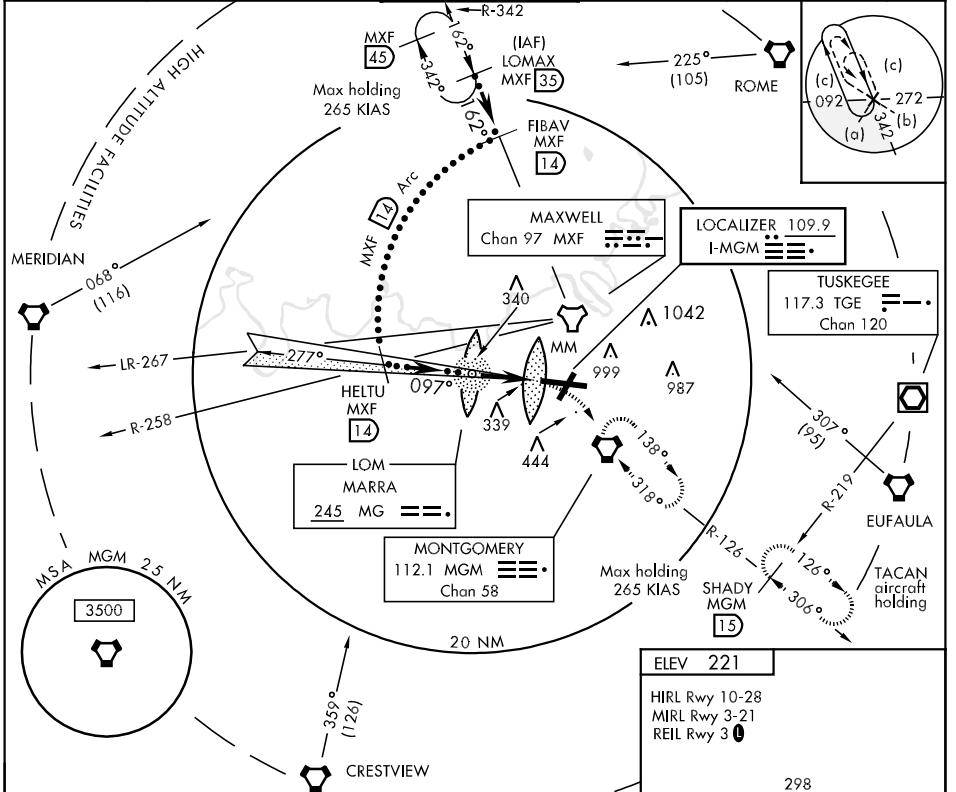 R-342
MXF
45
162°
342°
(IAF)
LOMAX
MXF 35
Max holding
265 KIAS
162°
FIBAV
MXF
14
225°
(105)
ROME
(c)
(c)
092
272
(a)
(b)
342
HIGH ALTITUDE FACILITIES
MXF 14 Arc
MAXWELL
Chan 97 MXF
LOCALIZER 109.9
I-MGM
MERIDIAN
068°
(116)
TUSKEGEE
117.3 TGE
Chan 120
340
1042
MM
999
987
LR-267
277°
097°
HELTU
MXF
14
R-258
339
444
138°
318°
307°
(95)
R-219
EUFAULA
LOM
MARRA
245 MG
MONTGOMERY
112.1 MGM
Chan 58
R-126
Max holding
265 KIAS
SHADY
MGM
15
126°
306°
TACAN
aircraft
holding
MSA MGM 25 NM
3500
20 NM
359°
(126)
CRESTVIEW
ELEV 221
HIRL Rwy 10-28
MIRL Rwy 3-21
REIL Rwy 3 L
298